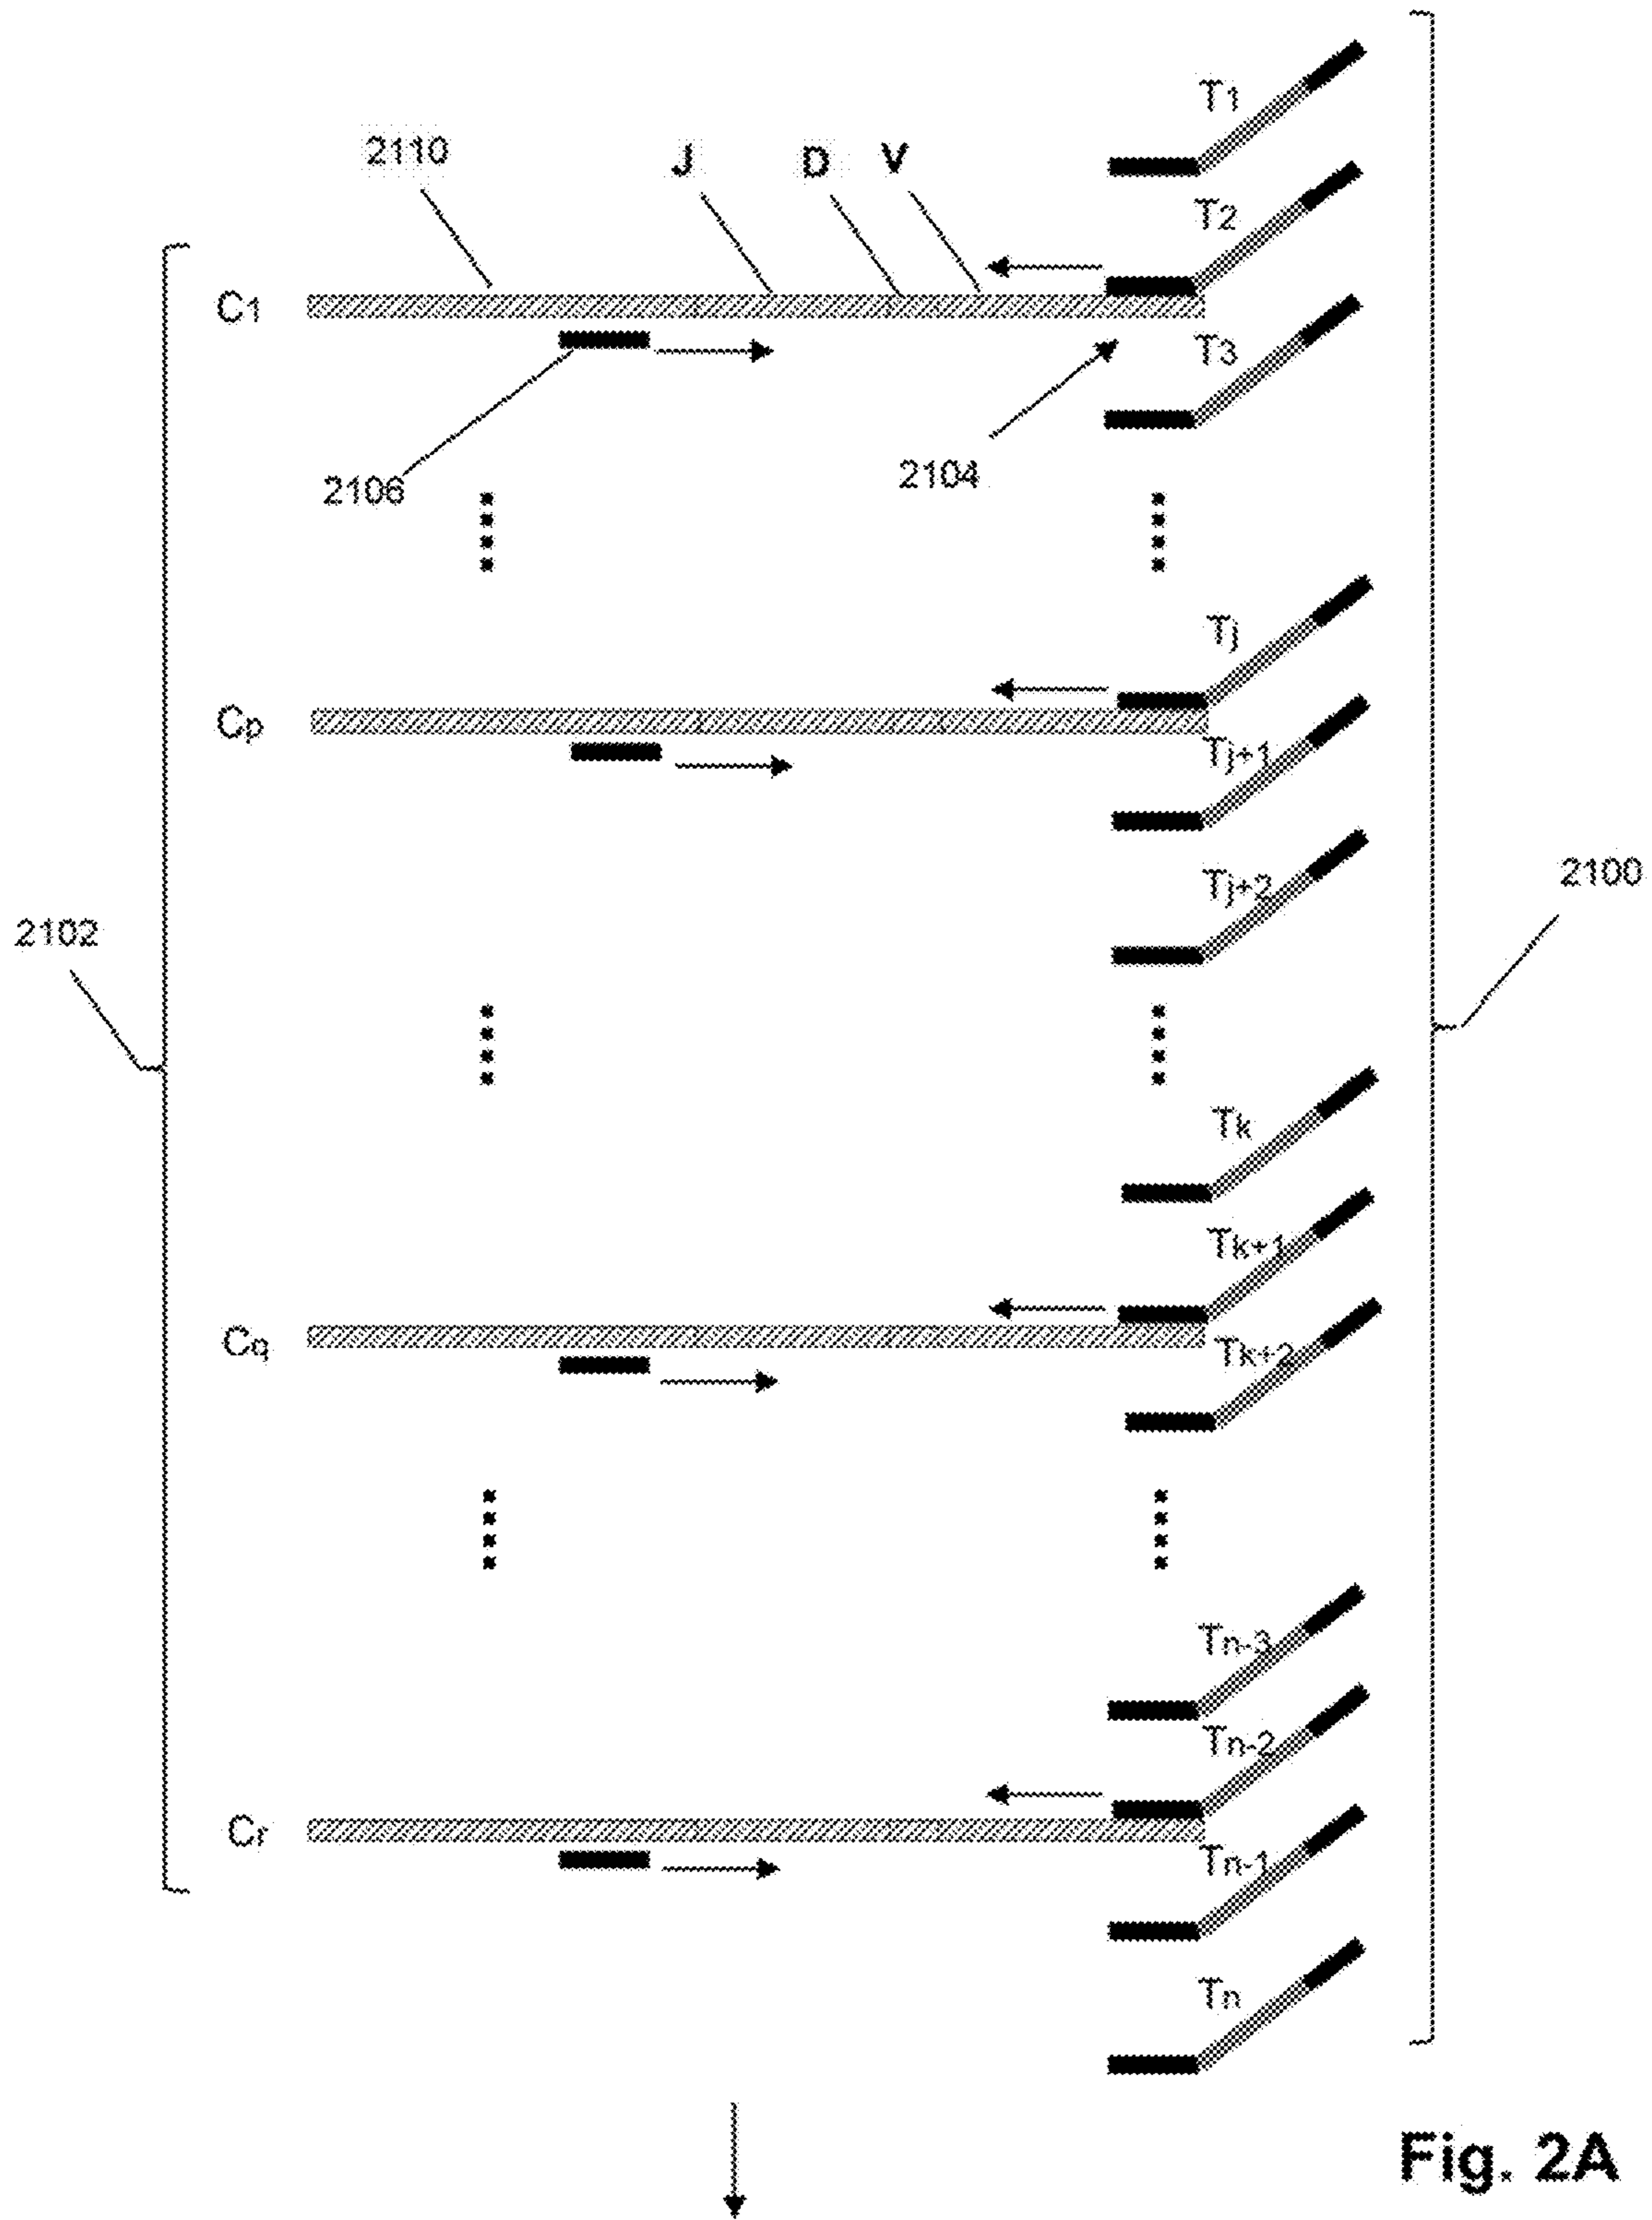 T1
2110 J D V
T2
C1
T3
2106 2104
Tj
Cp
Tj+1
2100
Tj+2
2102
Tk
Tk+1
Cq
Tk+2
Tn-3
Tn-2
Cr
Tn-1
Tn
Fig. 2A